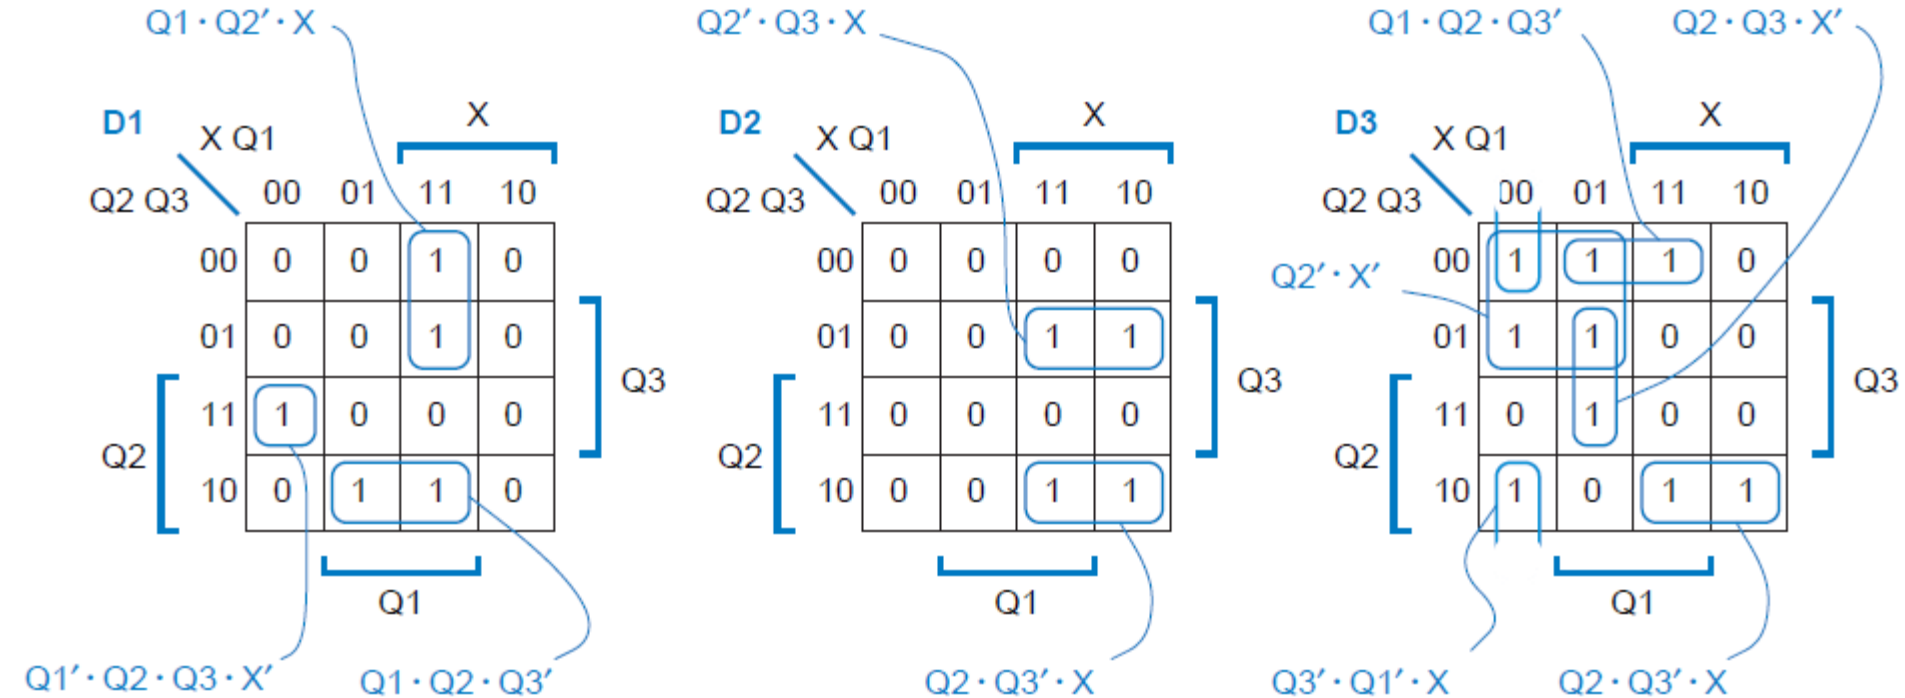 Q1 · Q2′ · X
Q2′ · Q3 · X
Q1 · Q2 · Q3′
Q2 · Q3 · X′
D1
X Q1
X
Q2 Q3
00 01 11 10
00 0 0 1 0
01 0 0 1 0
11 1 0 0 0
10 0 1 1 0
Q3
Q2
Q1
Q1′ · Q2 · Q3 · X′
Q1 · Q2 · Q3′
D2
X Q1
X
Q2 Q3
00 01 11 10
00 0 0 0 0
01 0 0 1 1
11 0 0 0 0
10 0 0 1 1
Q3
Q2
Q1
Q2 · Q3′ · X
D3
X Q1
X
Q2 Q3
00 01 11 10
Q2′ · X′
00 1 1 1 0
01 1 1 0 0
11 0 1 0 0
10 1 0 1 1
Q3
Q2
Q1
Q3′ · Q1′ · X
Q2 · Q3′ · X